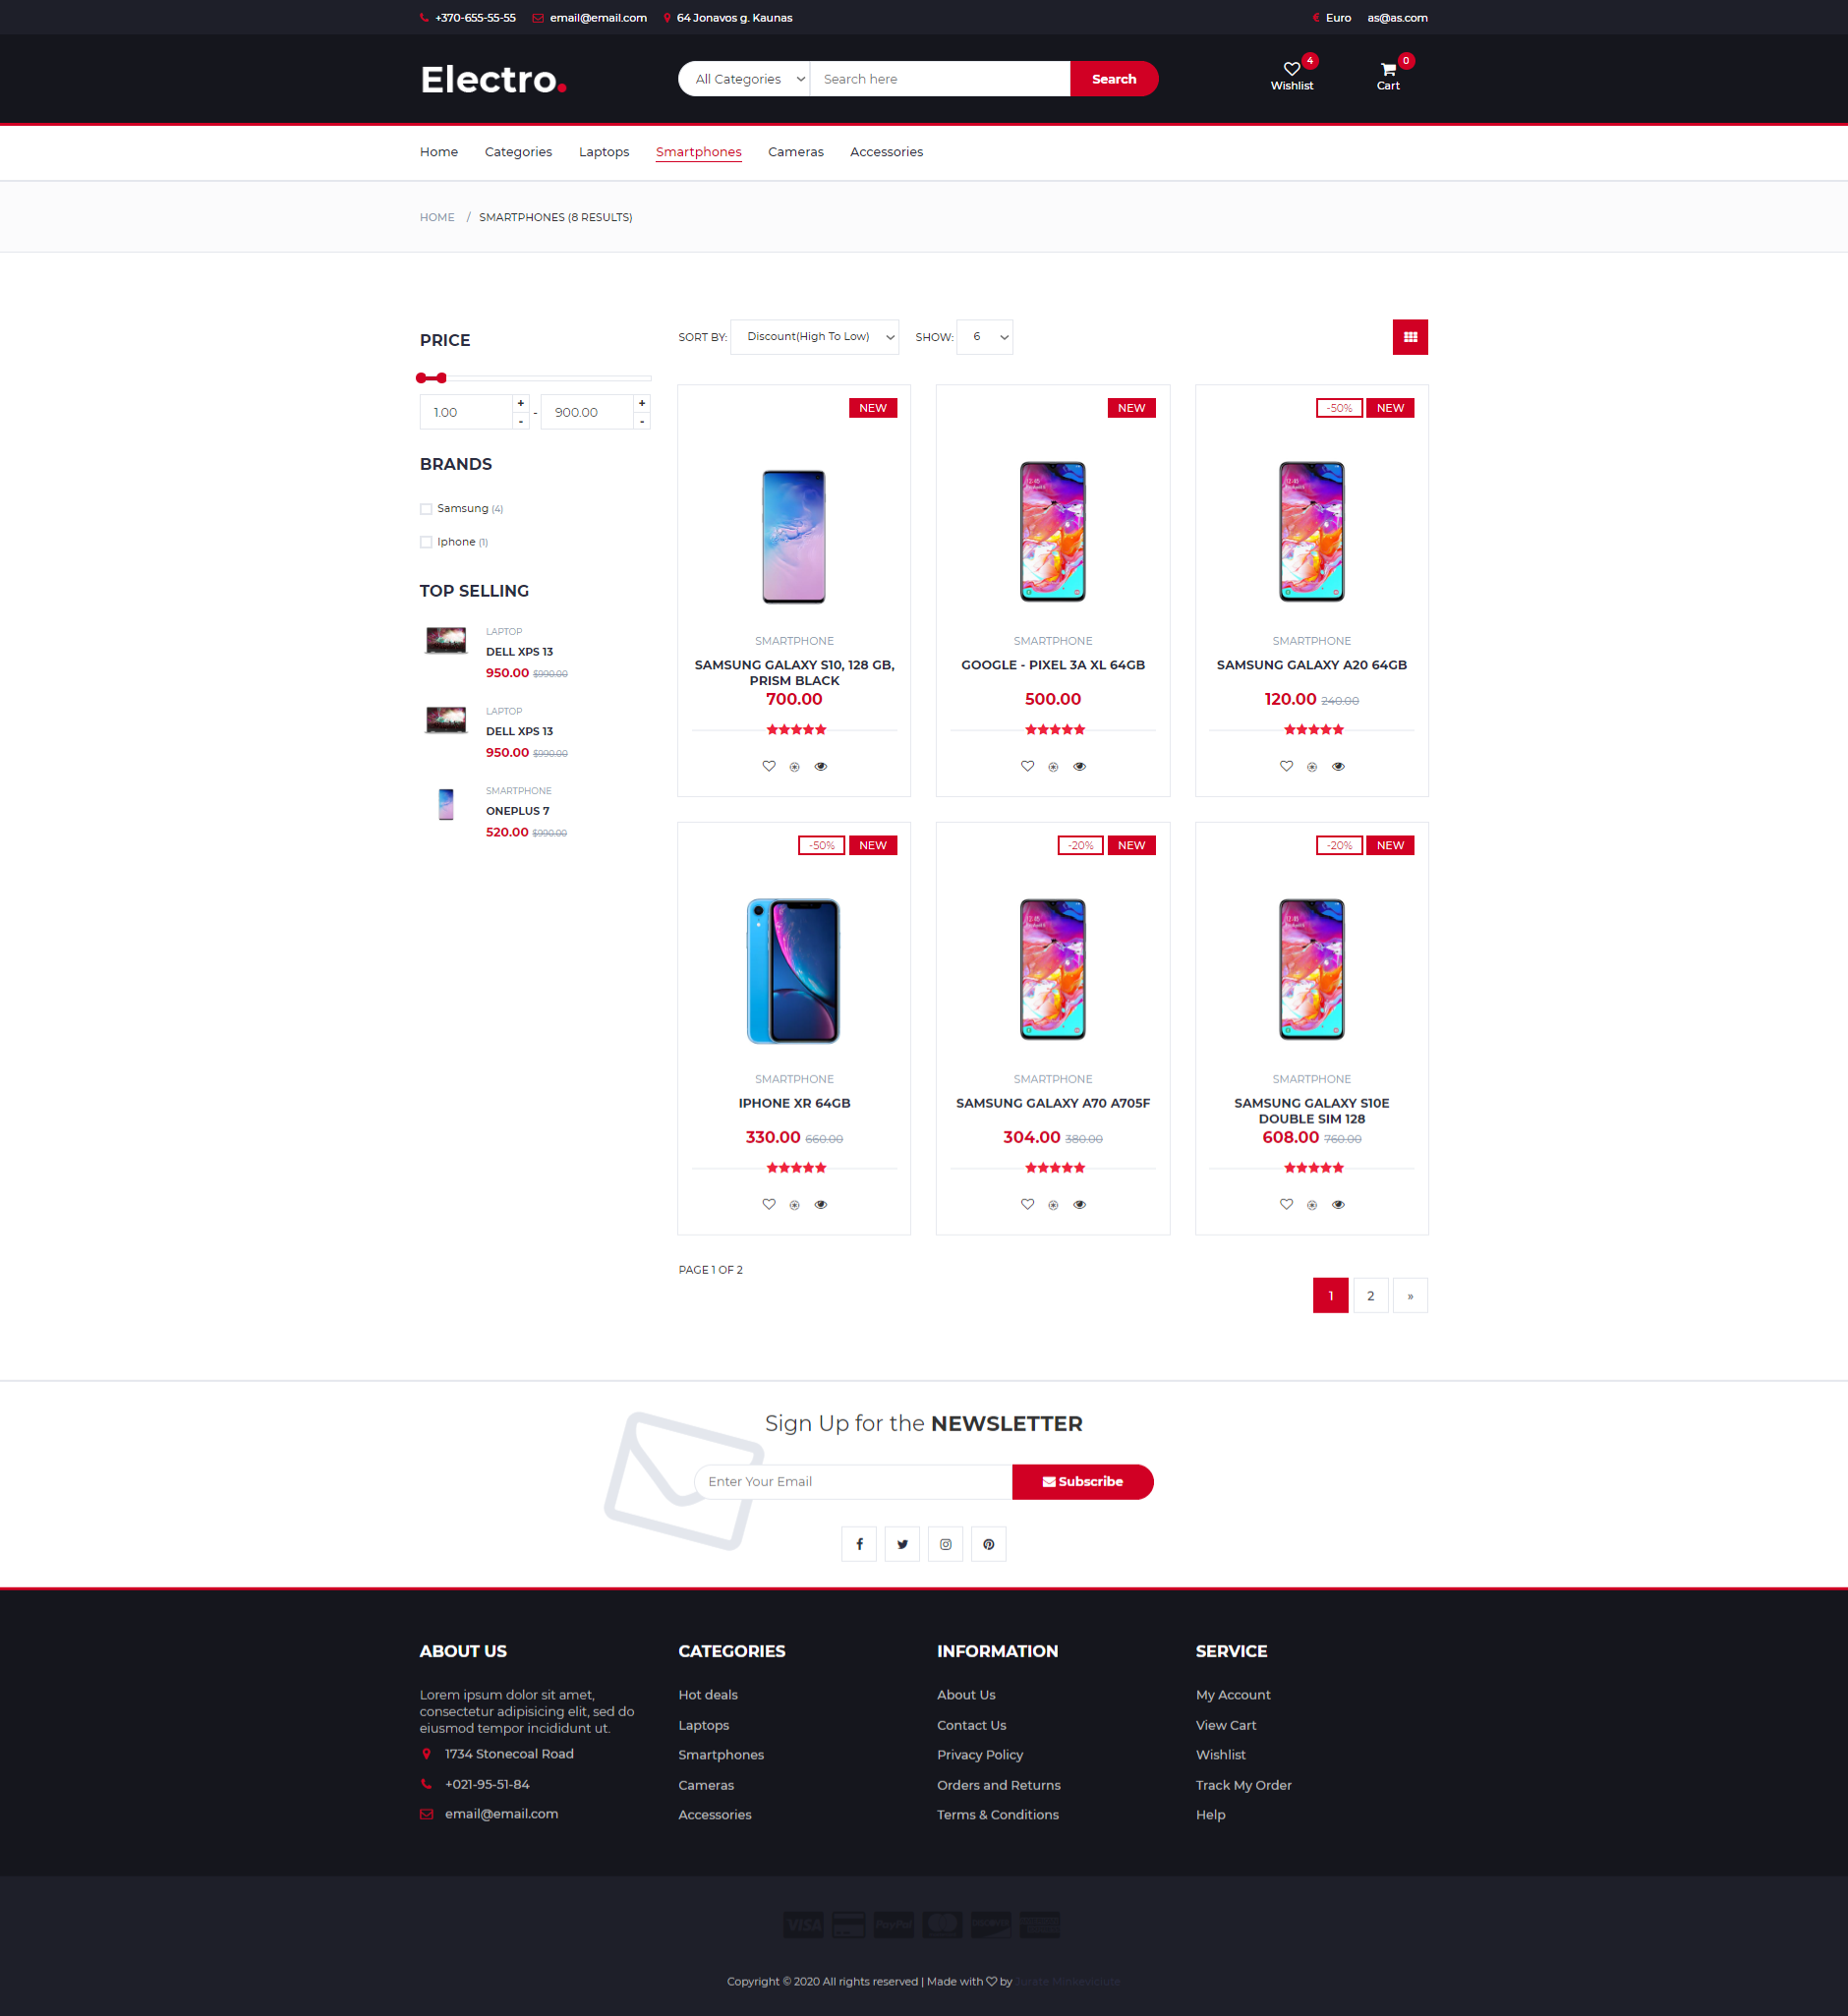 +370-655-55-55 email@email.com 64 Jonavos g. Kaunas € Euro as@as.com
Electro.
All Categories Search here Search
4
Wishlist
0
Cart
Home Categories Laptops Smartphones Cameras Accessories
HOME / SMARTPHONES (8 RESULTS)
PRICE
1.00 + - - 900.00 + -
BRANDS
Samsung (4)
Iphone (1)
TOP SELLING
LAPTOP
DELL XPS 13
950.00 $990.00
LAPTOP
DELL XPS 13
950.00 $990.00
SMARTPHONE
ONEPLUS 7
520.00 $990.00
SORT BY: Discount(High To Low) SHOW: 6
NEW
SMARTPHONE
SAMSUNG GALAXY S10, 128 GB,
PRISM BLACK
700.00
NEW
12:45
SMARTPHONE
GOOGLE - PIXEL 3A XL 64GB
500.00
-50% NEW
12:45
SMARTPHONE
SAMSUNG GALAXY A20 64GB
120.00 240.00
-50% NEW
SMARTPHONE
IPHONE XR 64GB
330.00 660.00
-20% NEW
12:45
SMARTPHONE
SAMSUNG GALAXY A70 A705F
304.00 380.00
-20% NEW
12:45
SMARTPHONE
SAMSUNG GALAXY S10E
DOUBLE SIM 128
608.00 760.00
PAGE 1 OF 2
1 2 »
Sign Up for the NEWSLETTER
Enter Your Email Subscribe
ABOUT US
Lorem ipsum dolor sit amet,
consectetur adipisicing elit, sed do
eiusmod tempor incididunt ut.
1734 Stonecoal Road
+021-95-51-84
email@email.com
CATEGORIES
Hot deals
Laptops
Smartphones
Cameras
Accessories
INFORMATION
About Us
Contact Us
Privacy Policy
Orders and Returns
Terms & Conditions
SERVICE
My Account
View Cart
Wishlist
Track My Order
Help
VISA PayPal DISCOVER
Copyright © 2020 All rights reserved | Made with ♡ by